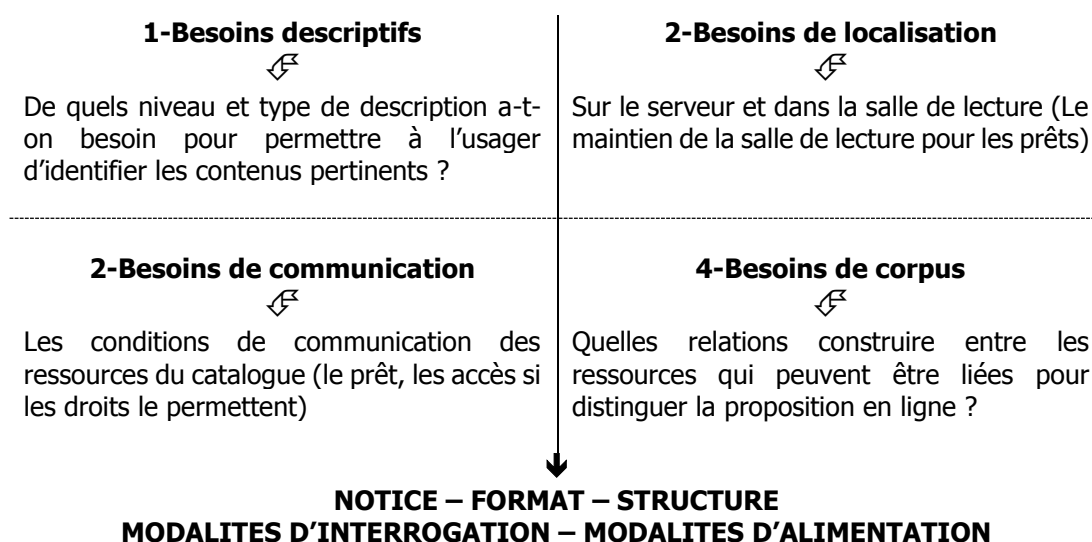 1-Besoins descriptifs
De quels niveau et type de description a-t-
on besoin pour permettre à l’usager
d’identifier les contenus pertinents ?
2-Besoins de localisation
Sur le serveur et dans la salle de lecture (Le
maintien de la salle de lecture pour les prêts)
2-Besoins de communication
Les conditions de communication des
ressources du catalogue (le prêt, les accès si
les droits le permettent)
4-Besoins de corpus
Quelles relations construire entre les
ressources qui peuvent être liées pour
distinguer la proposition en ligne ?
NOTICE – FORMAT – STRUCTURE
MODALITES D’INTERROGATION – MODALITES D’ALIMENTATION